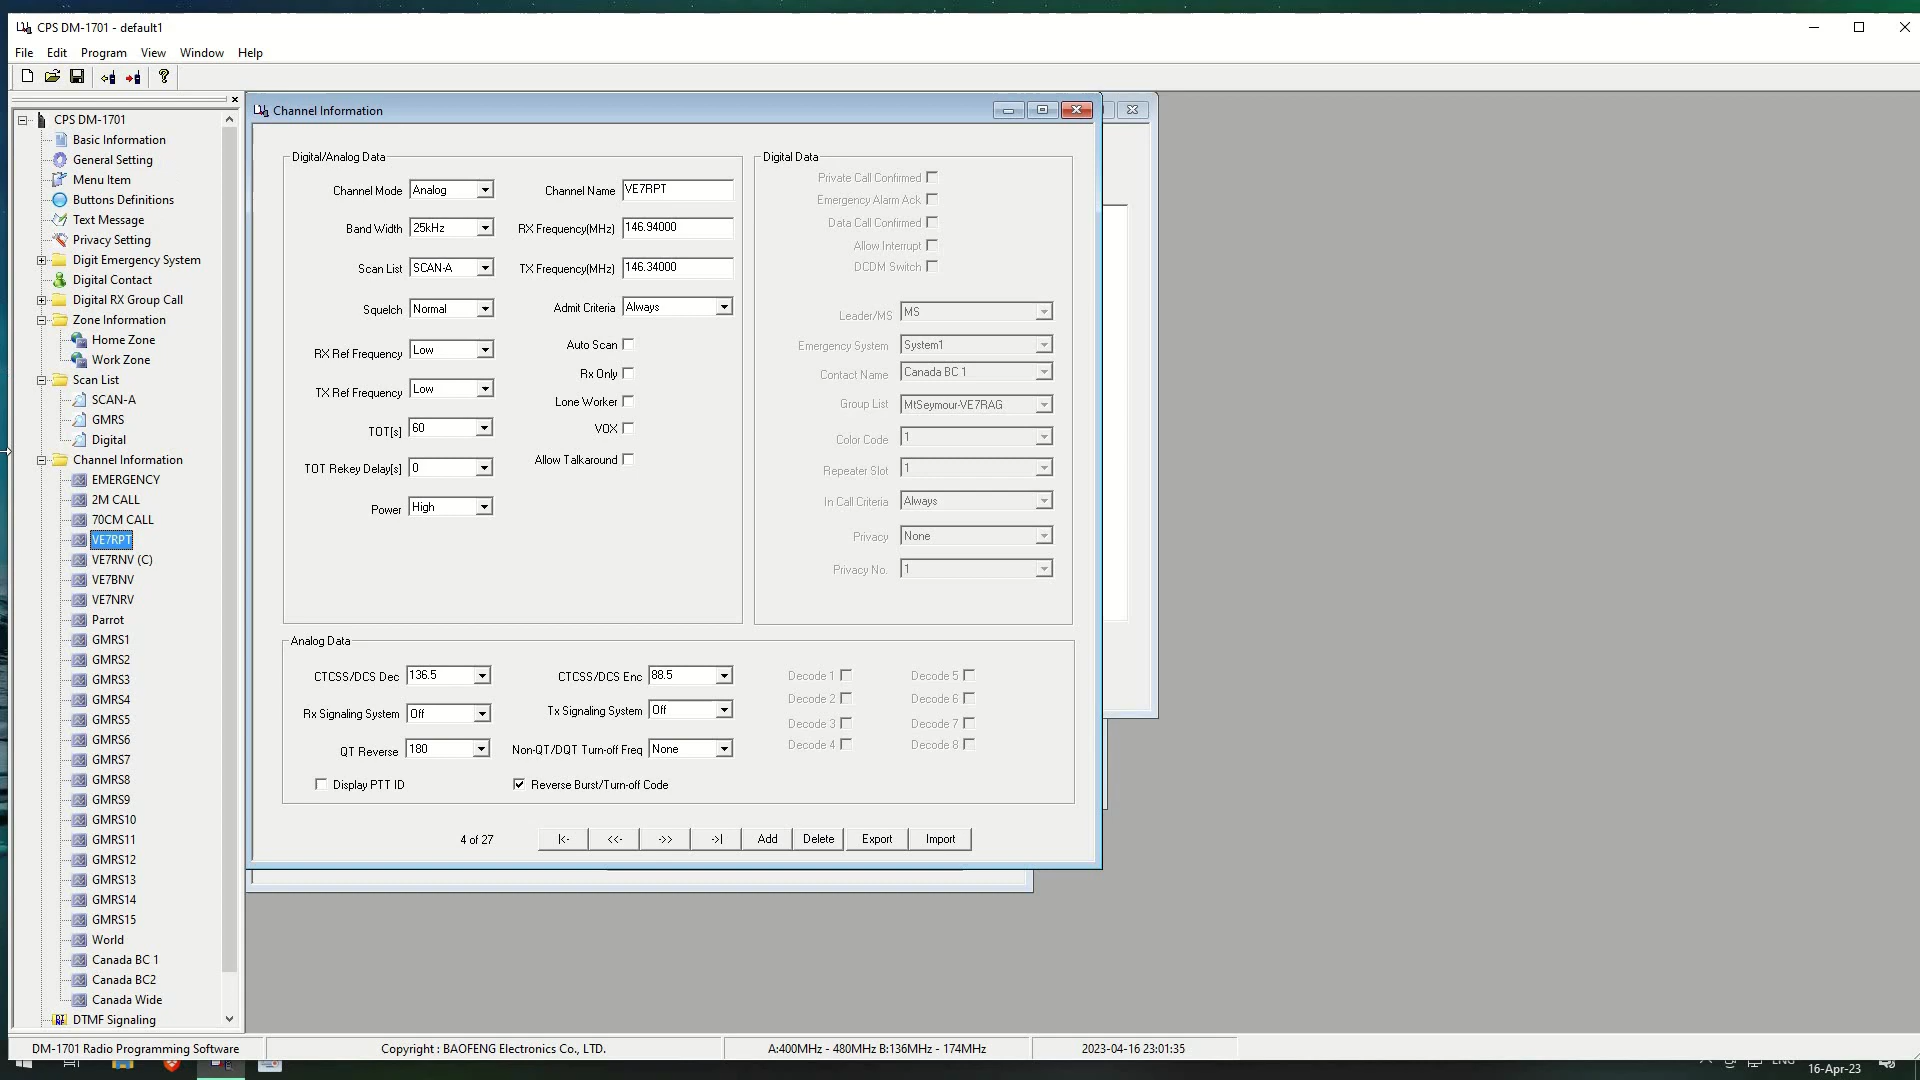 CPS DM-1701 - default1
File Edit Program View Window Help
CPS DM-1701
Basic Information
General Setting
Menu Item
Buttons Definitions
Text Message
Privacy Setting
Digit Emergency System
Digital Contact
Digital RX Group Call
Zone Information
Home Zone
Work Zone
Scan List
SCAN-A
GMRS
Digital
Channel Information
EMERGENCY
2M CALL
70CM CALL
VE7RPT
VE7RNV (C)
VE7BNV
VE7NRV
Parrot
GMRS1
GMRS2
GMRS3
GMRS4
GMRS5
GMRS6
GMRS7
GMRS8
GMRS9
GMRS10
GMRS11
GMRS12
GMRS13
GMRS14
GMRS15
World
Canada BC 1
Canada BC2
Canada Wide
DTMF Signaling
Channel Information
Digital/Analog Data
Channel Mode Analog Channel Name VE7RPT
Band Width 25kHz RX Frequency(MHz) 146.94000
Scan List SCAN-A TX Frequency(MHz) 146.34000
Squelch Normal Admit Criteria Always
RX Ref Frequency Low Auto Scan
Rx Only
TX Ref Frequency Low Lone Worker
TOT[s] 60 VOX
TOT Rekey Delay[s] 0 Allow Talkaround
Power High
Digital Data
Private Call Confirmed
Emergency Alarm Ack
Data Call Confirmed
Allow Interrupt
DCDM Switch
Leader/MS MS
Emergency System System1
Contact Name Canada BC 1
Group List MtSeymour-VE7RAG
Color Code 1
Repeater Slot 1
In Call Criteria Always
Privacy None
Privacy No. 1
Analog Data
CTCSS/DCS Dec 136.5 CTCSS/DCS Enc 88.5 Decode 1 Decode 5
Rx Signaling System Off Tx Signaling System Off Decode 2 Decode 6
Decode 3 Decode 7
QT Reverse 180 Non-QT/DQT Turn-off Freq None Decode 4 Decode 8
Display PTT ID Reverse Burst/Turn-off Code
4 of 27 |<- <<- ->> ->| Add Delete Export Import
DM-1701 Radio Programming Software Copyright : BAOFENG Electronics Co., LTD. A:400MHz - 480MHz B:136MHz - 174MHz 2023-04-16 23:01:35
ENG 16-Apr-23